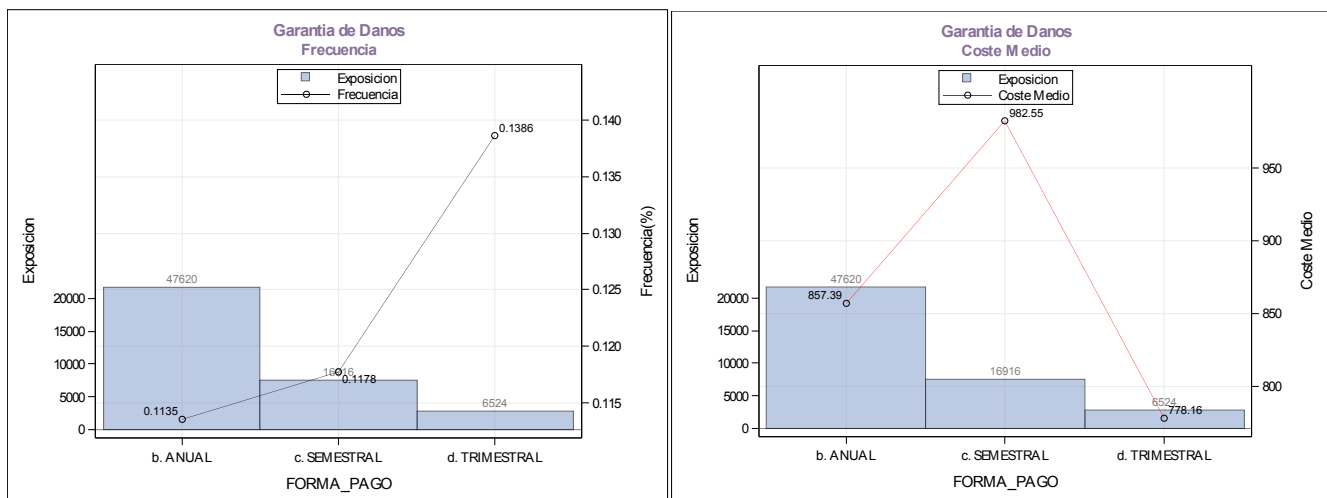 Garantia de Danos
Frecuencia
Exposicion
Frecuencia
Exposicion
20000
15000
10000
5000
0
47620
16916
6524
0.1135
0.1178
0.1386
0.140
0.135
0.130
0.125
0.120
0.115
Frecuencia(%)
b. ANUAL
c. SEMESTRAL
d. TRIMESTRAL
FORMA_PAGO
Garantia de Danos
Coste Medio
Exposicion
Coste Medio
Exposicion
20000
15000
10000
5000
0
47620
16916
6524
857.39
982.55
778.16
950
900
850
800
Coste Medio
b. ANUAL
c. SEMESTRAL
d. TRIMESTRAL
FORMA_PAGO